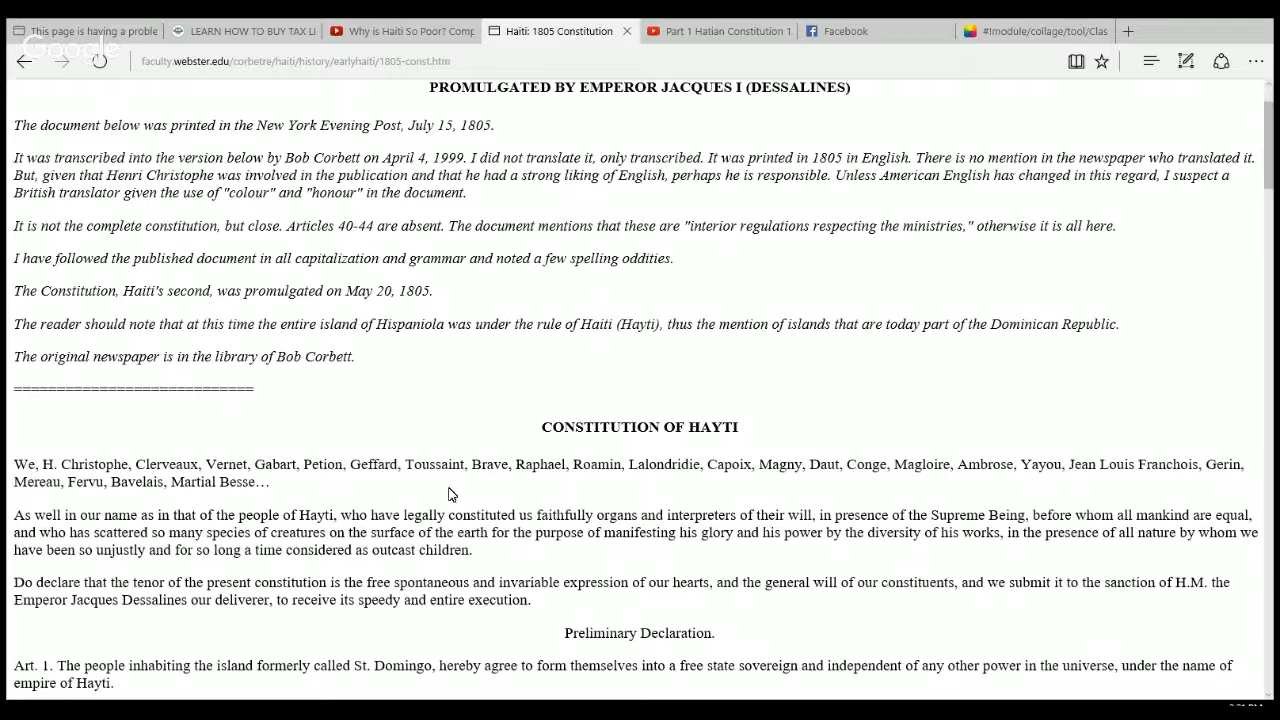 This page is having a proble
LEARN HOW TO BUY TAX LI
Why is Haiti So Poor? Comp
Haiti: 1805 Constitution
Part 1 Hatian Constitution 1
Facebook
#!module/collage/tool/Clas
Google
faculty.webster.edu/corbetre/haiti/history/earlyhaiti/1805-const.htm
PROMULGATED BY EMPEROR JACQUES I (DESSALINES)
The document below was printed in the New York Evening Post, July 15, 1805.
It was transcribed into the version below by Bob Corbett on April 4, 1999. I did not translate it, only transcribed. It was printed in 1805 in English. There is no mention in the newspaper who translated it.
But, given that Henri Christophe was involved in the publication and that he had a strong liking of English, perhaps he is responsible. Unless American English has changed in this regard, I suspect a
British translator given the use of "colour" and "honour" in the document.
It is not the complete constitution, but close. Articles 40-44 are absent. The document mentions that these are "interior regulations respecting the ministries," otherwise it is all here.
I have followed the published document in all capitalization and grammar and noted a few spelling oddities.
The Constitution, Haiti's second, was promulgated on May 20, 1805.
The reader should note that at this time the entire island of Hispaniola was under the rule of Haiti (Hayti), thus the mention of islands that are today part of the Dominican Republic.
The original newspaper is in the library of Bob Corbett.
============================
CONSTITUTION OF HAYTI
We, H. Christophe, Clerveaux, Vernet, Gabart, Petion, Geffard, Toussaint, Brave, Raphael, Roamin, Lalondridie, Capoix, Magny, Daut, Conge, Magloire, Ambrose, Yayou, Jean Louis Franchois, Gerin,
Mereau, Fervu, Bavelais, Martial Besse…
As well in our name as in that of the people of Hayti, who have legally constituted us faithfully organs and interpreters of their will, in presence of the Supreme Being, before whom all mankind are equal,
and who has scattered so many species of creatures on the surface of the earth for the purpose of manifesting his glory and his power by the diversity of his works, in the presence of all nature by whom we
have been so unjustly and for so long a time considered as outcast children.
Do declare that the tenor of the present constitution is the free spontaneous and invariable expression of our hearts, and the general will of our constituents, and we submit it to the sanction of H.M. the
Emperor Jacques Dessalines our deliverer, to receive its speedy and entire execution.
Preliminary Declaration.
Art. 1. The people inhabiting the island formerly called St. Domingo, hereby agree to form themselves into a free state sovereign and independent of any other power in the universe, under the name of
empire of Hayti.